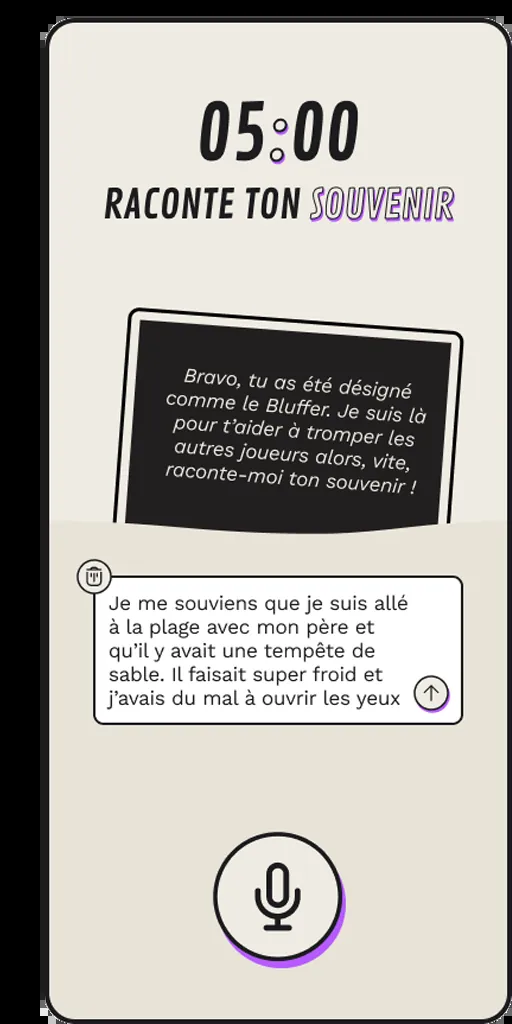 05:00
RACONTE TON SOUVENIR
Bravo, tu as été désigné
comme le Bluffer. Je suis là
pour t'aider à tromper les
autres joueurs alors, vite,
raconte-moi ton souvenir !
Je me souviens que je suis allé
à la plage avec mon père et
qu'il y avait une tempête de
sable. Il faisait super froid et
j'avais du mal à ouvrir les yeux